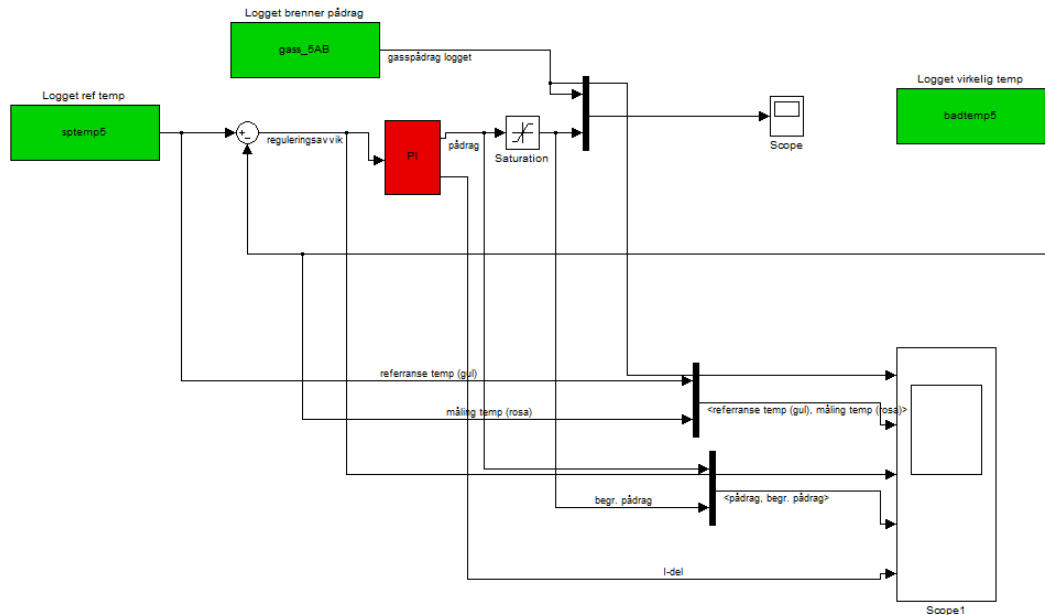 Logget brenner pådrag
gass_5AB
gasspådrag logget
Logget ref temp
sptemp5
Logget virkelig temp
badtemp5
+
−
reguleringsavvik
PI
pådrag
Saturation
Scope
referranse temp (gul)
måling temp (rosa)
<referranse temp (gul), måling temp (rosa)>
begr. pådrag
<pådrag, begr. pådrag>
I-del
Scope1